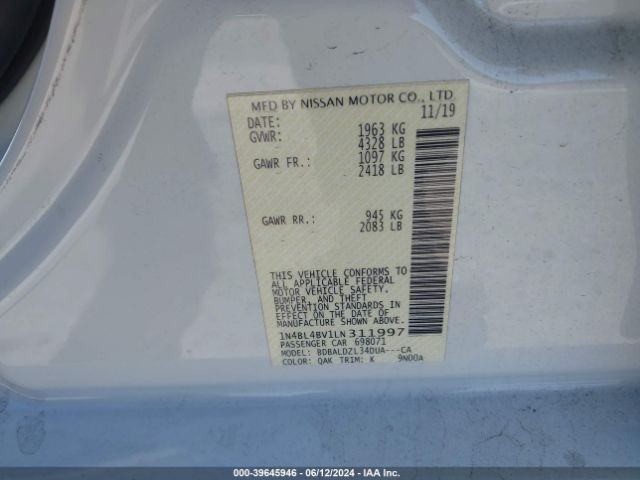 MFD BY NISSAN MOTOR CO., LTD.
DATE: 11/19
GVWR: 1963 KG
4328 LB
GAWR FR.: 1097 KG
2418 LB
GAWR RR.: 945 KG
2083 LB
THIS VEHICLE CONFORMS TO
ALL APPLICABLE FEDERAL
MOTOR VEHICLE SAFETY,
BUMPER, AND THEFT
PREVENTION STANDARDS IN
EFFECT ON THE DATE OF
MANUFACTURE SHOWN ABOVE.
1N4BL4BV1LN311997
PASSENGER CAR 698071
MODEL: BDBALDZL34DUA---CA
COLOR: QAK TRIM: K 9N00A
000-39645946 - 06/12/2024 - IAA Inc.